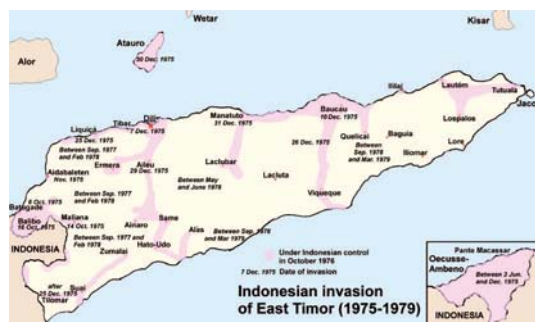 Wetar
Kisar
Alor
Atauro
30 Dec. 1975
Iliai
Lautém
Tutuala
Jaco
Baucau
10 Dec. 1975
Manatuto
31 Dec. 1975
Dili
7 Dec. 1975
Tibar
Liquiçá
25 Dec. 1975
Lospalos
Quelicai
Baguia
26 Dec. 1975
Between
Sep. 1978
and Mar. 1979
Iliomar
Lore
Between Sep. 1977
and Feb 1978
Ermera
Aileu
29 Dec. 1975
Laclubar
Lacluta
Aidabaleten
Nov. 1975
Between May
and June 1978
Viqueque
Between Sep. 1977
and Feb 1978
Batugade
8 Oct. 1975
Balibo
16 Oct. 1975
Maliana
14 Oct. 1975
Same
Ainaro
Alas
Between Sep. 1978
and Mar 1979
Between Sep. 1977 and
Feb 1978
Hato-Udo
Zumalai
INDONESIA
Suai
after
25 Dec. 1975
Tilomar
Under Indonesian control
in October 1976
7 Dec. 1975 Date of invasion
Indonesian invasion
of East Timor (1975-1979)
Pante Macassar
Oecusse-
Ambeno
Between 3 Jun.
and Dec. 1975
INDONESIA